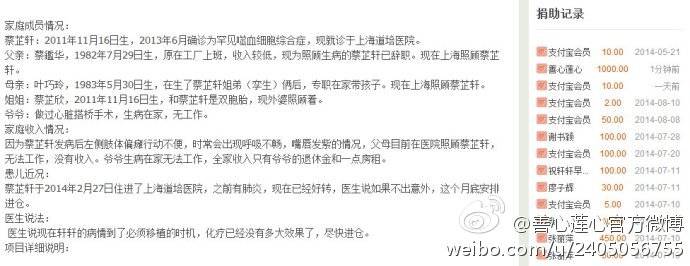 家庭成员情况：
蔡芷轩：2011年11月16日生，2013年6月确诊为罕见噬血细胞综合症，现就诊于上海道培医院。
父亲：蔡鑑华，1982年7月29日生，原在工厂上班，收入较低，现为照顾生病的蔡芷轩已辞职。现在上海照顾蔡芷
轩。
母亲：叶巧玲，1983年5月30日生，在生了蔡芷轩姐弟（孪生）俩后，专职在家带孩子。现在上海照顾蔡芷轩。
姐姐：蔡芷欣，2011年11月16日生，和蔡芷轩是双胞胎，现外婆照顾着。
爷爷：做过心脏搭桥手术，生病在家，无工作。
家庭收入情况：
因为蔡芷轩发病后左侧肢体偏瘫行动不便，时常会出现呼吸不畅，嘴唇发紫的情况，父母目前在医院照顾蔡芷轩，
无法工作，没有收入。爷爷生病在家无法工作，全家收入只有爷爷的退休金和一点房租。
患儿近况：
蔡芷轩于2014年2月27日住进了上海道培医院，之前有肺炎，现在已经好转，医生说如果不出意外，这个月底安排
进仓。
医生说法：
医生说现在轩轩的病情到了必须移植的时机，化疗已经没有多大效果了，尽快进仓。
项目详细说明：
捐助记录
支付宝会员 10.00 2014-05-21
善心莲心 1000.00 1分钟前
支付宝会员 10.00 一天前
支付宝会员 2.00 2014-08-10
支付宝会员 50.00 2014-08-08
谢书颖 100.00 2014-07-28
支付宝会员 100.00 2014-07-20
祝轩轩早... 100.00 2014-07-11
廖子辉 30.00 2014-07-11
支付宝会员 5.00 2014-07-10
张丽萍 450.00 2014-07-10
张丽萍
@善心莲心官方微博
weibo.com/u/2405056755